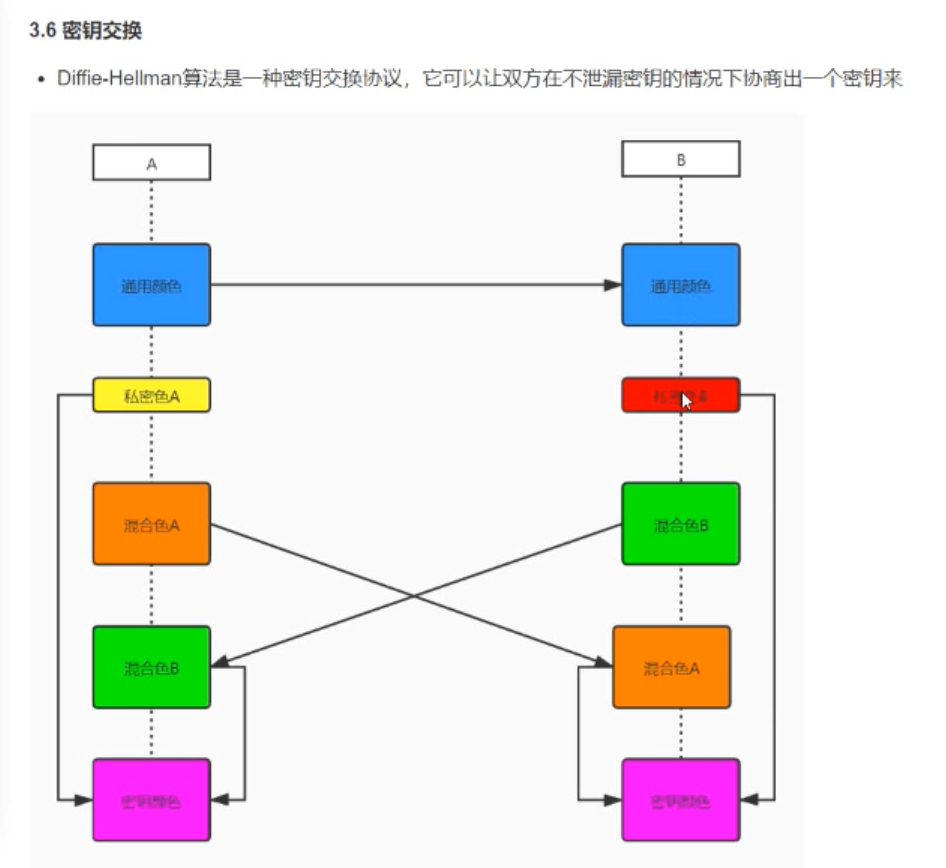 3.6 密钥交换
• Diffie-Hellman算法是一种密钥交换协议，它可以让双方在不泄漏密钥的情况下协商出一个密钥来
A
B
通用颜色
通用颜色
私密色A
混合色A
混合色B
混合色B
混合色A
密钥颜色
密钥颜色